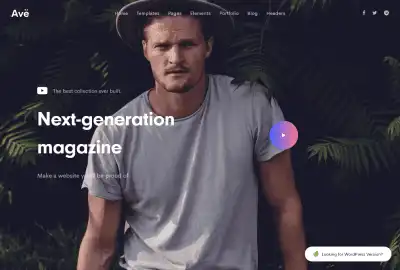 Avē
Home Templates Pages Elements Portfolio Blog Headers
The best collection ever built.
Next-generation
magazine
Make a website you'll be proud of.
Looking for WordPress Version?